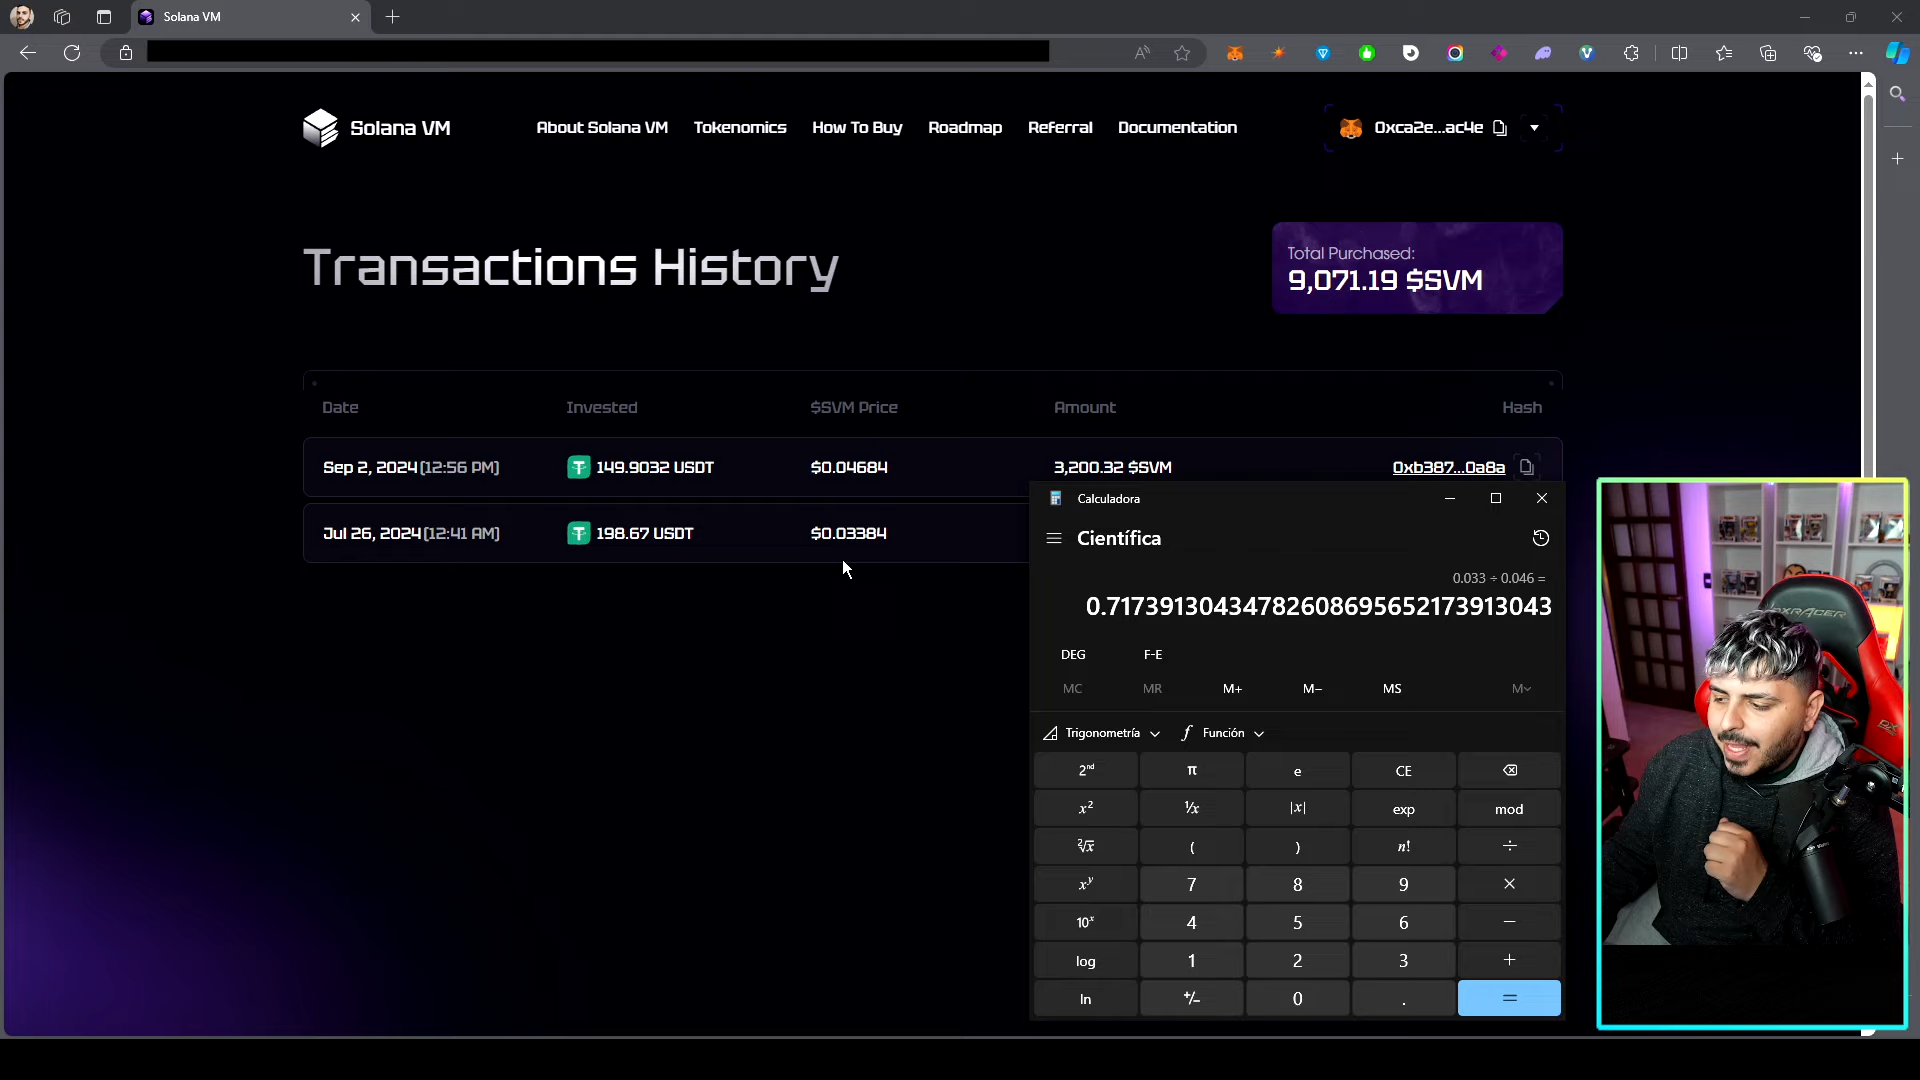 Solana VM
Solana VM
About Solana VM
Tokenomics
How To Buy
Roadmap
Referral
Documentation
0xca2e...ac4e
Transactions History
Total Purchased:
9,071.19 $SVM
Date
Invested
$SVM Price
Amount
Hash
Sep 2, 2024 [12:56 PM]
149.9032 USDT
$0.04684
3,200.32 $SVM
0xb387...0a8a
Jul 26, 2024 [12:41 AM]
198.67 USDT
$0.03384
Calculadora
Científica
0.033 ÷ 0.046 =
0.71739130434782608695652173913043
DEG
F-E
MC
MR
M+
M−
MS
M˅
Trigonometría
Función
2ⁿᵈ
π
e
CE
x²
¹⁄x
|x|
exp
mod
²√x
(
)
n!
÷
xʸ
7
8
9
×
10ˣ
4
5
6
−
log
1
2
3
+
ln
+/−
0
.
=